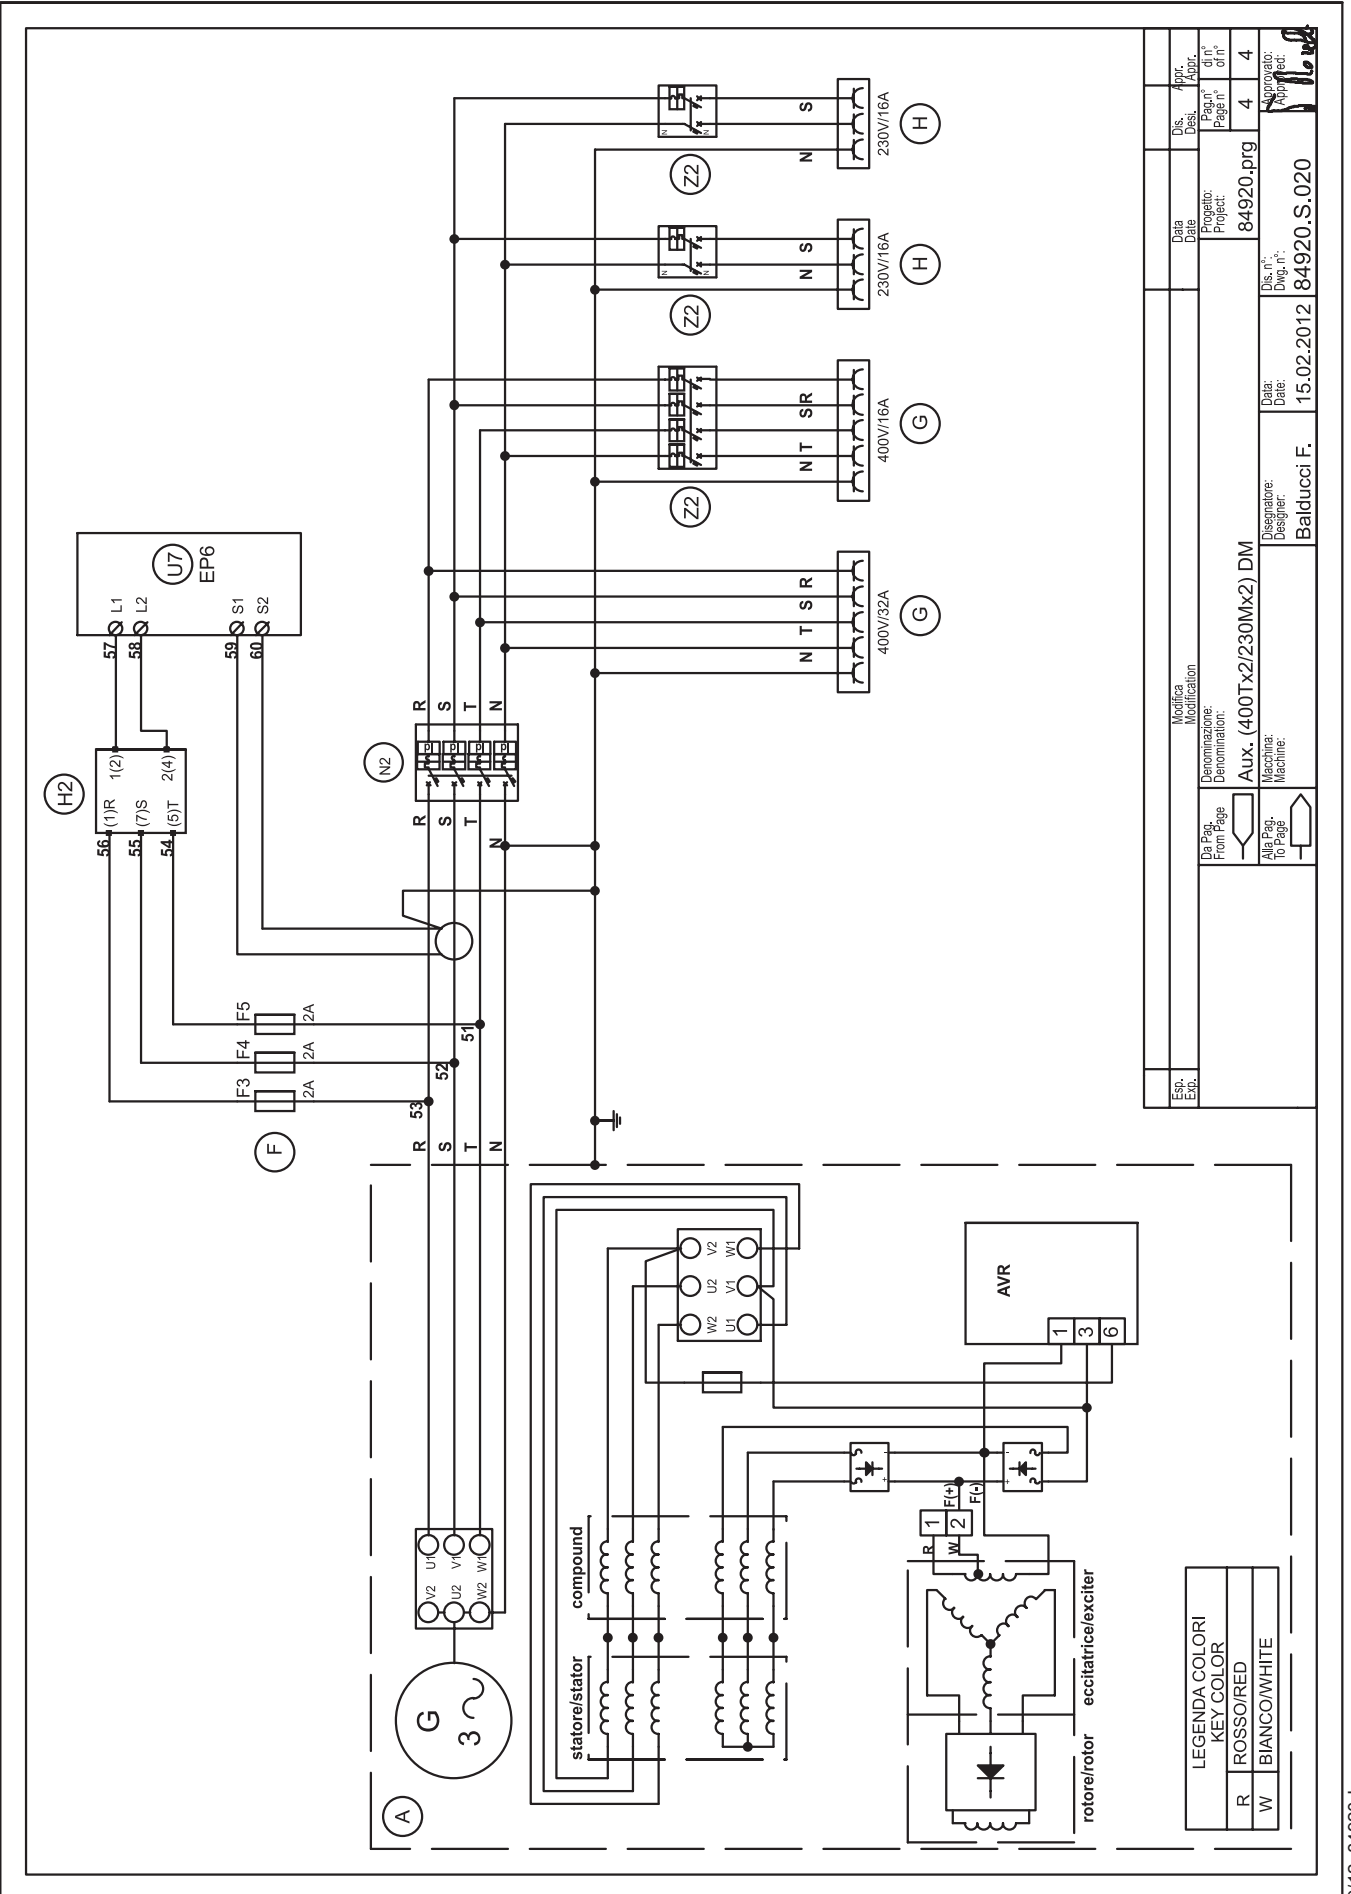 A
G
3
V2 U2 W2
U1 V1 W1
R
S
T
N
53
52
51
F
F3
F4
F5
2A
2A
2A
H2
56
55
54
(1)R
(7)S
(5)T
1(2)
2(4)
57
58
59
60
L1
L2
S1
S2
U7
EP6
N2
R
S
T
N
R
S
T
N
pI
pI
pI
pI
Z2
Z2
Z2
N
N
N
N
N T S R
400V/32A
G
N T S R
400V/16A
G
N S
230V/16A
H
N S
230V/16A
H
statore/stator
compound
W2 U2 V2
U1 V1 W1
AVR
1
3
6
-
+
-
+
F(+)
F(-)
R
W
1
2
rotore/rotor
eccitatrice/exciter
LEGENDA COLORI
KEY COLOR
R ROSSO/RED
W BIANCO/WHITE
Esp.
Exp.
Modifica
Modification
Data
Date
Dis.
Desi.
Appr.
Appr.
Da Pag.
From Page
Alla Pag.
To Page
Denominazione:
Denomination:
Aux. (400Tx2/230Mx2) DM
Macchina:
Machine:
Disegnatore:
Designer:
Balducci F.
Data:
Date:
15.02.2012
Progetto:
Project:
84920.prg
Pag.n°
Page n°
4
di n°
of n°
4
Dis. n°:
Dwg. n°:
84920.S.020
Approvato:
Approved: